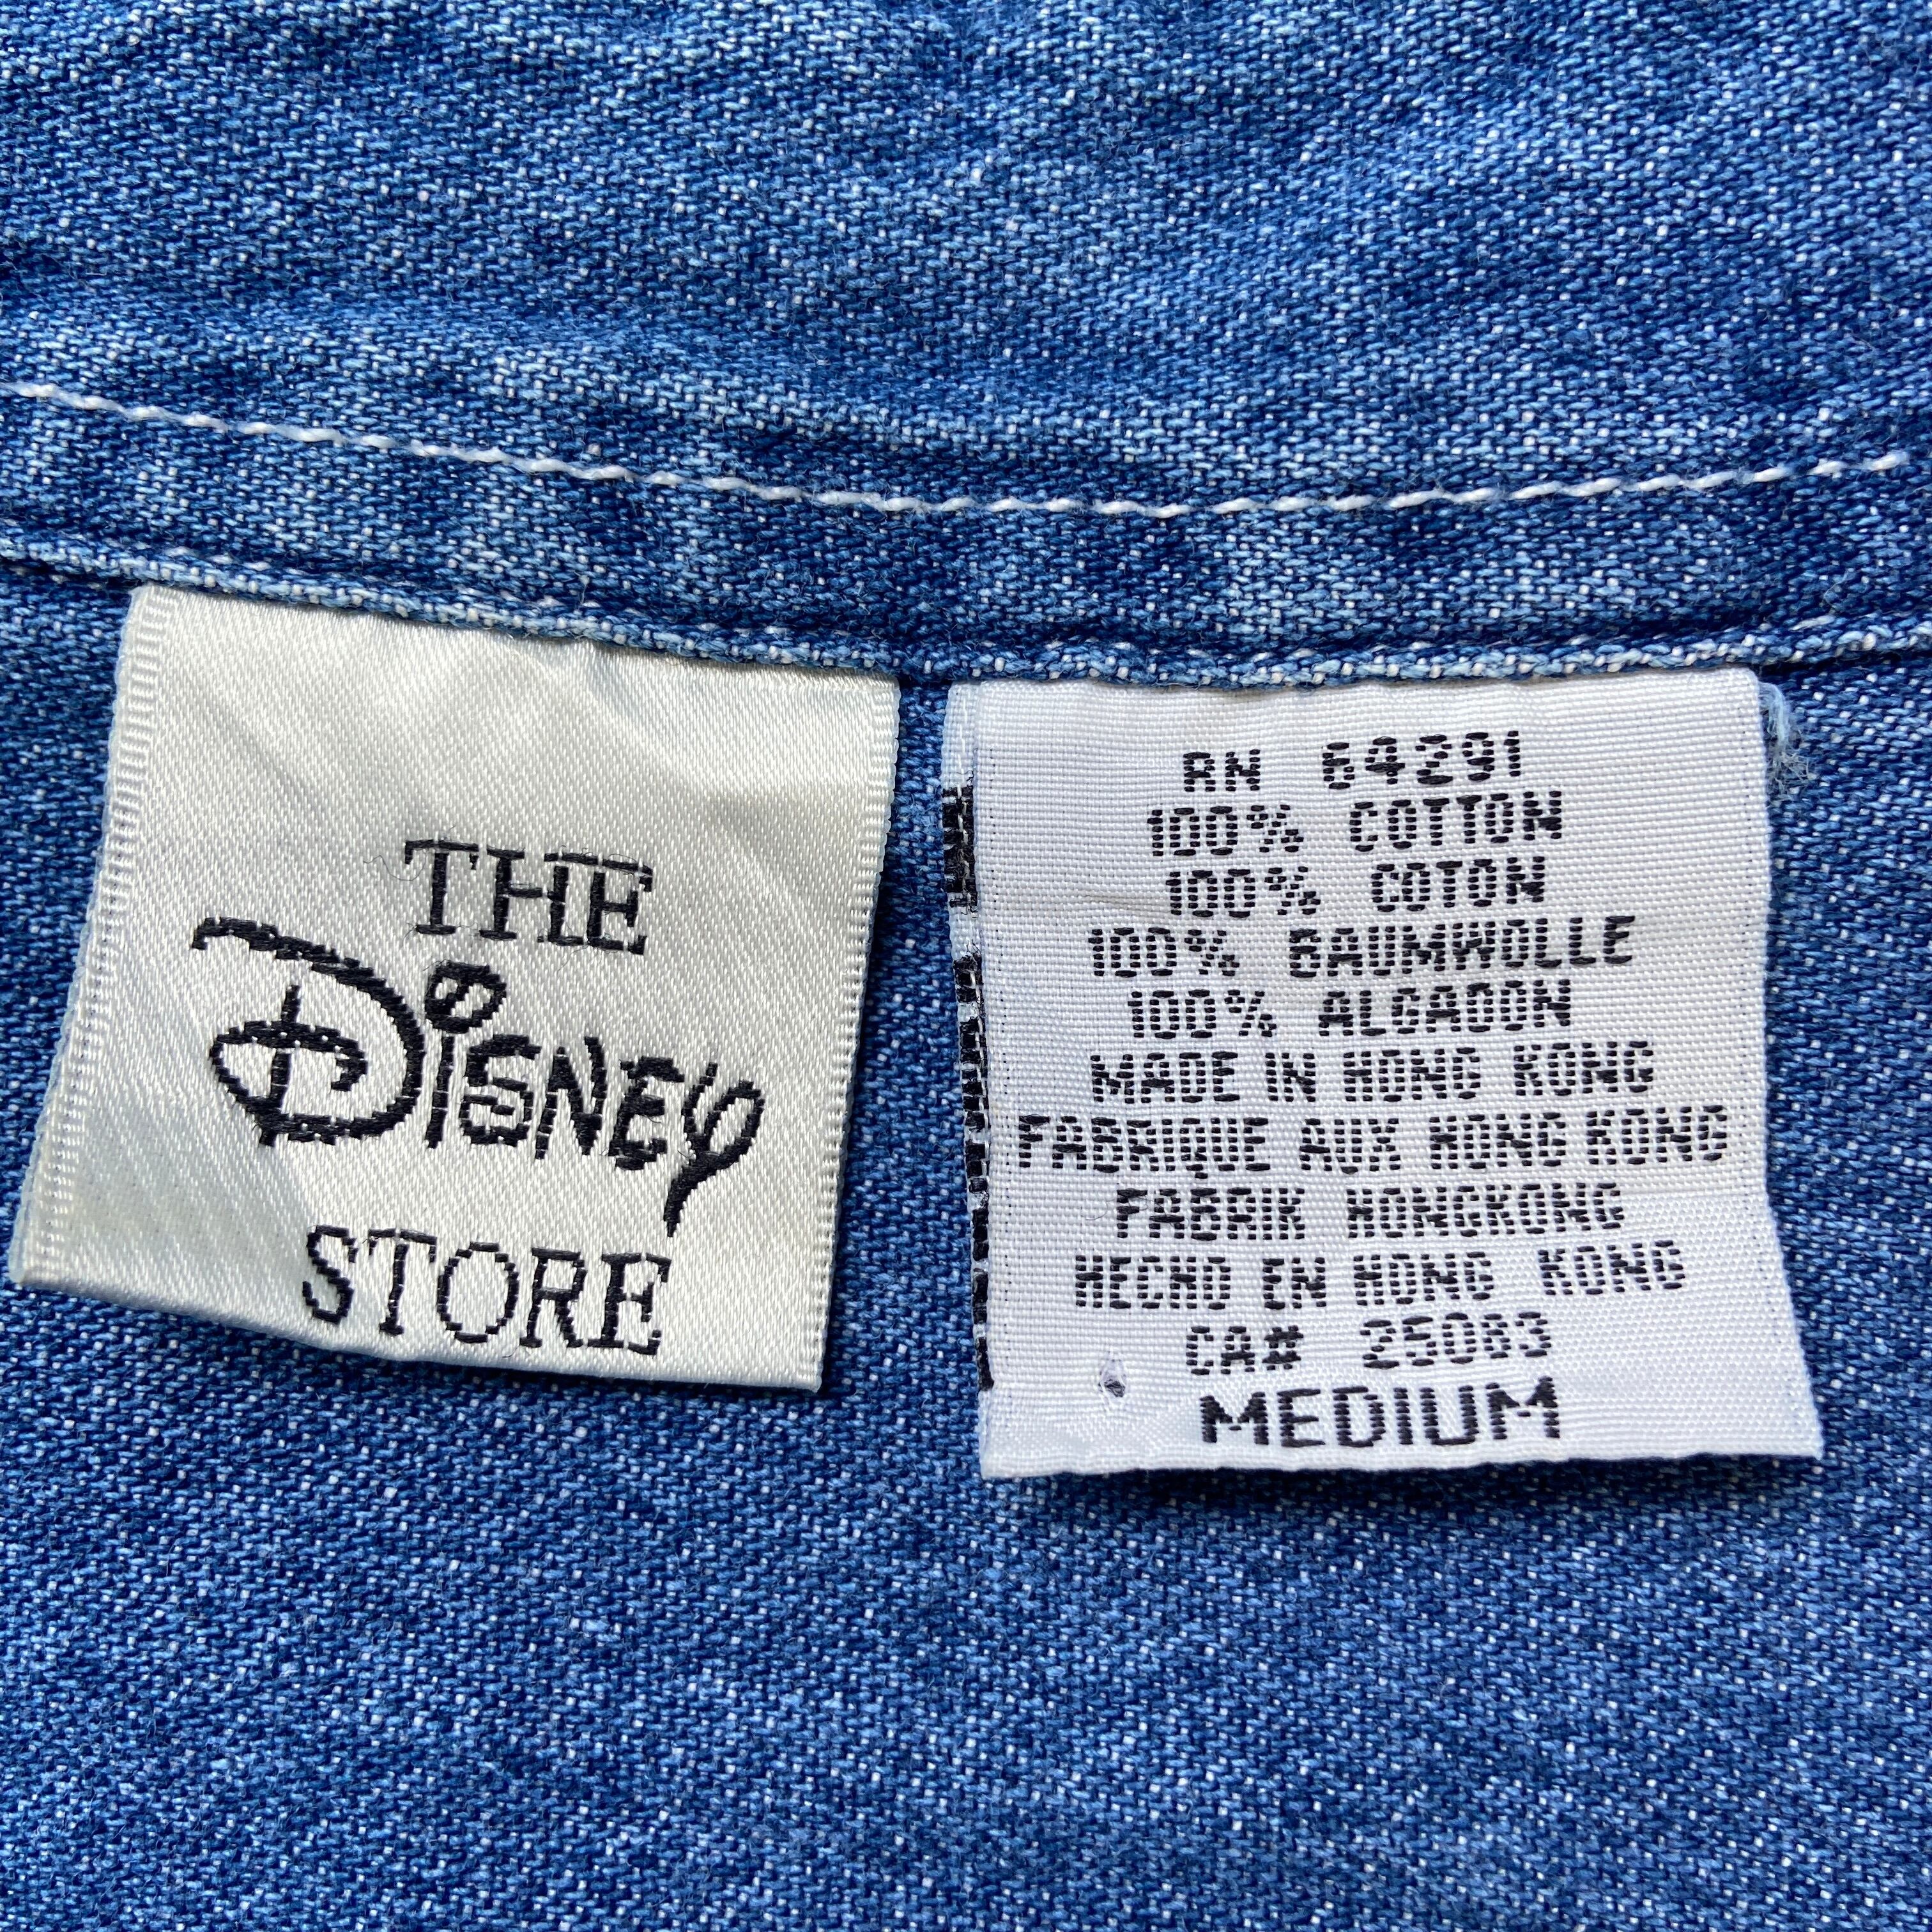 THE
Disney
STORE
RN 64291
100% COTTON
100% COTON
100% BAUMWOLLE
100% ALGADON
MADE IN HONG KONG
FABRIQUE AUX HONG KONG
FABRIK HONGKONG
HECHO EN HONG KONG
CA# 25083
MEDIUM